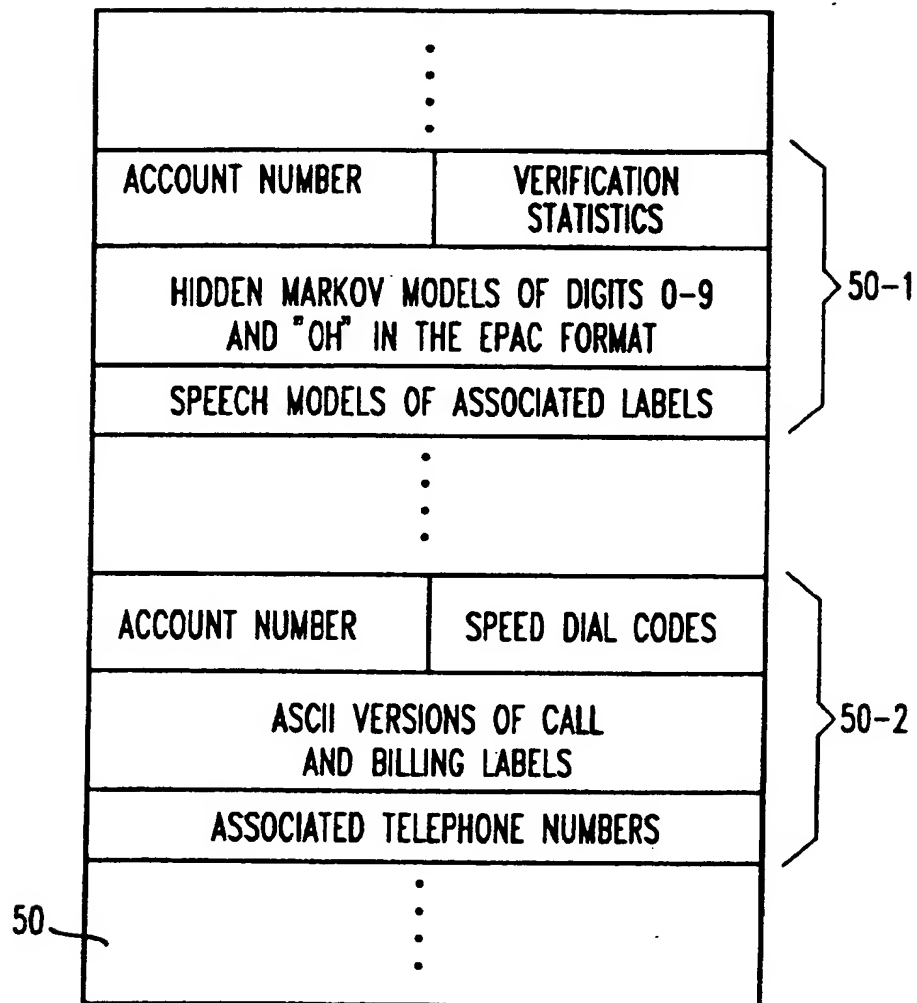 ACCOUNT NUMBER
VERIFICATION
STATISTICS
HIDDEN MARKOV MODELS OF DIGITS 0-9
AND "OH" IN THE EPAC FORMAT
SPEECH MODELS OF ASSOCIATED LABELS
50-1
ACCOUNT NUMBER
SPEED DIAL CODES
ASCII VERSIONS OF CALL
AND BILLING LABELS
ASSOCIATED TELEPHONE NUMBERS
50-2
50